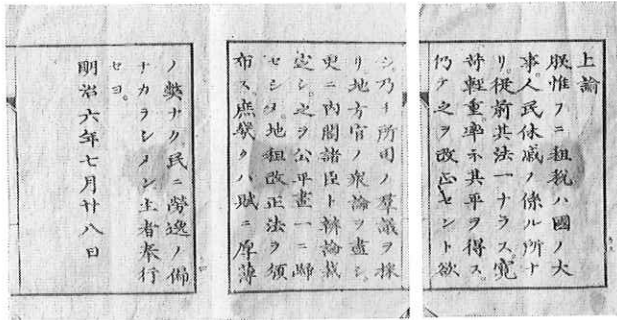 上諭
朕惟フニ租税ハ國ノ大
事人民休戚ノ係ル所ナ
リ從前其法一ナラス寛
苛輕重率子其平ヲ得ス
仍テ之ヲ改正セント欲
シ乃チ所司ノ羣議ヲ採
リ地方官ノ衆論ヲ盡シ
更ニ内閣諸臣ト辨論裁
定シ之ヲ公平畫一ニ歸
セシメ地租改正法ヲ頒
布ス庶幾クハ賦ニ厚薄
ノ弊ナク民ニ勞逸ノ偏
ナカラシメン主者奉行
セヨ
明治六年七月廿八日